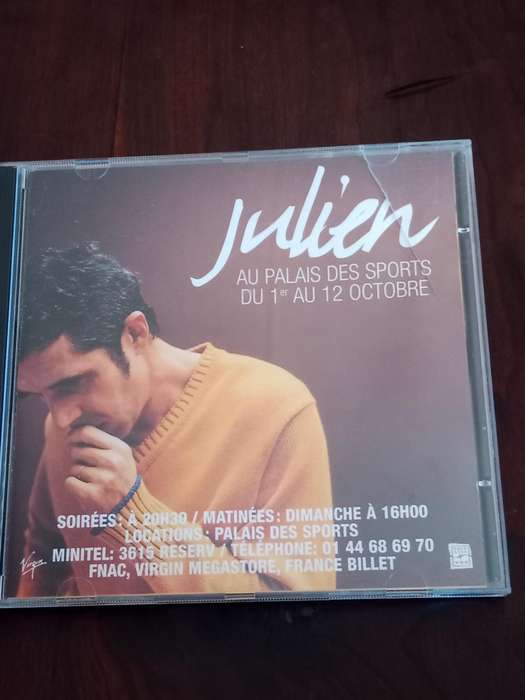 Julien
AU PALAIS DES SPORTS
DU 1er AU 12 OCTOBRE
SOIRÉES: À 20H30 / MATINÉES: DIMANCHE À 16H00
LOCATIONS: PALAIS DES SPORTS
MINITEL: 3615 RESERV / TÉLÉPHONE: 01 44 68 69 70
FNAC, VIRGIN MEGASTORE, FRANCE BILLET
Virgin